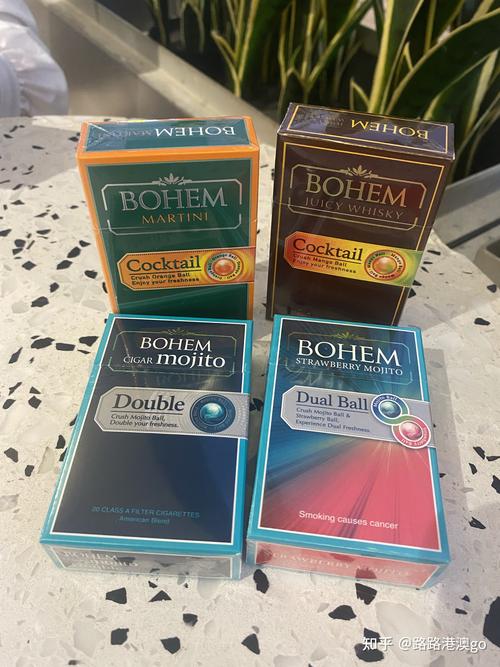 BOHEM MARTINI
BOHEM
MARTINI
Cocktail
Crush Orange Ball
Enjoy your freshness
BOHEM
BOHEM
JUICY WHISKY
Cocktail
Crush Mango Ball
Enjoy your freshness
BOHEM
CIGAR mojito
Double
Crush Mojito Ball,
Double your freshness.
20 CLASS A FILTER CIGARETTES
American Blend
BOHEM
BOHEM
STRAWBERRY MOJITO
Dual Ball
Crush Mojito Ball &
Strawberry Ball,
Experience Dual Freshness.
Smoking causes cancer
STRAWBERRY MOJITO
知乎 @路路港澳go